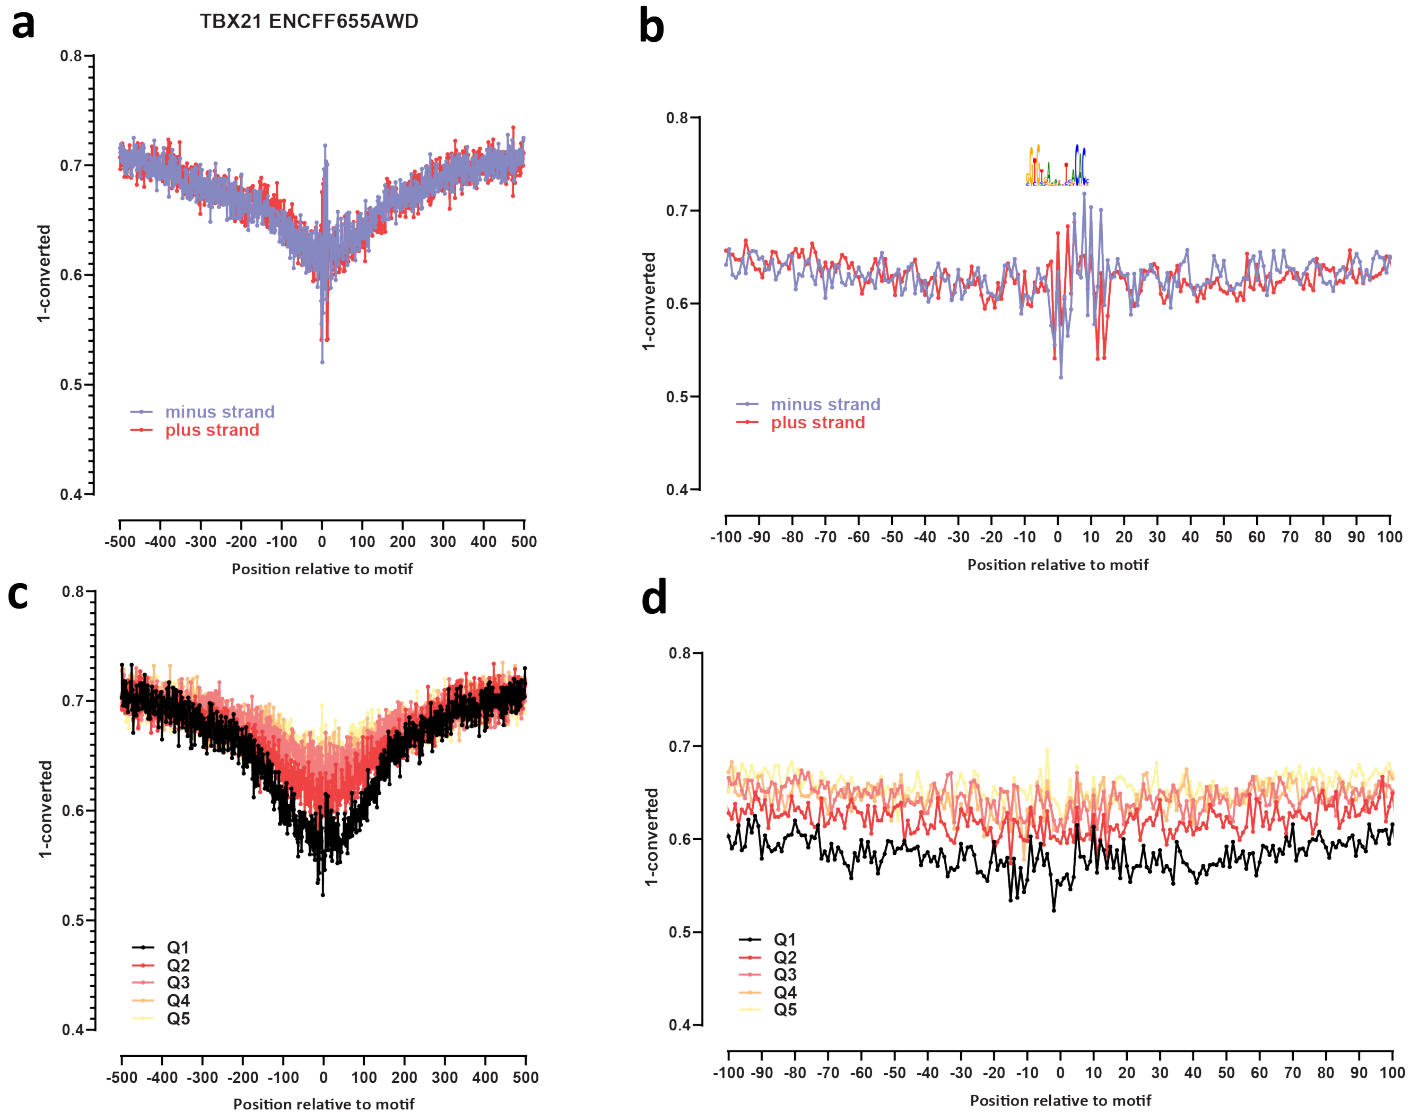 a
TBX21 ENCFF655AWD
0.8
0.7
0.6
0.5
0.4
1-converted
minus strand
plus strand
-500 -400 -300 -200 -100 0 100 200 300 400 500
Position relative to motif
b
0.8
0.7
0.6
0.5
0.4
1-converted
minus strand
plus strand
-100 -90 -80 -70 -60 -50 -40 -30 -20 -10 0 10 20 30 40 50 60 70 80 90 100
Position relative to motif
c
0.8
0.7
0.6
0.5
0.4
1-converted
Q1
Q2
Q3
Q4
Q5
-500 -400 -300 -200 -100 0 100 200 300 400 500
Position relative to motif
d
0.8
0.7
0.6
0.5
0.4
1-converted
Q1
Q2
Q3
Q4
Q5
-100 -90 -80 -70 -60 -50 -40 -30 -20 -10 0 10 20 30 40 50 60 70 80 90 100
Position relative to motif